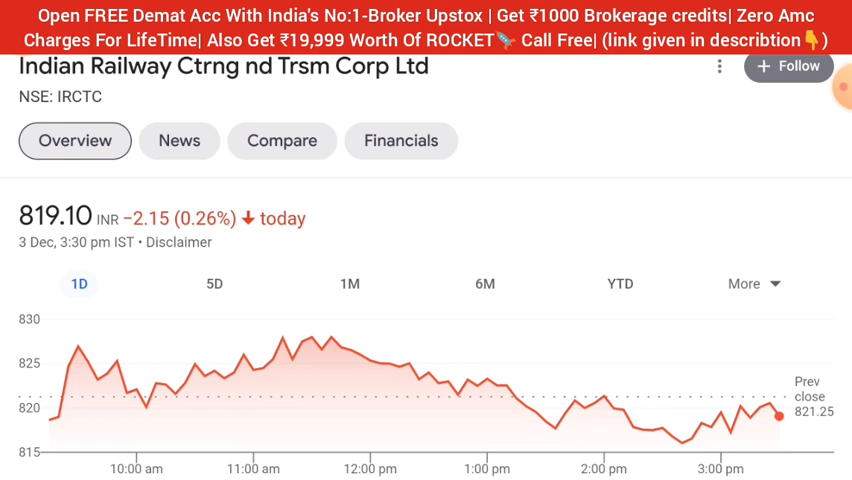 Open FREE Demat Acc With India's No:1-Broker Upstox | Get ₹1000 Brokerage credits| Zero Amc
Charges For LifeTime| Also Get ₹19,999 Worth Of ROCKET🚀 Call Free| (link given in describtion👇)
Indian Railway Ctrng nd Trsm Corp Ltd
+ Follow
NSE: IRCTC
Overview News Compare Financials
819.10 INR −2.15 (0.26%) ↓ today
3 Dec, 3:30 pm IST • Disclaimer
1D 5D 1M 6M YTD More
830
825
820
815
Prev
close
821.25
10:00 am 11:00 am 12:00 pm 1:00 pm 2:00 pm 3:00 pm